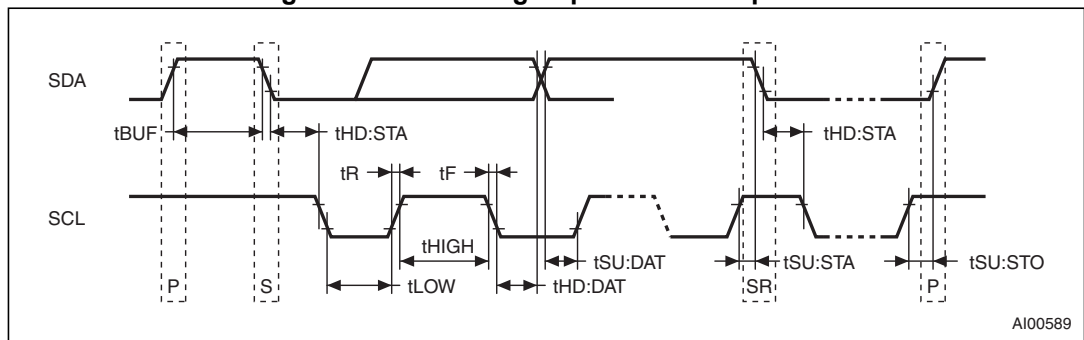 SDA
tBUF
tHD:STA
tHD:STA
tR
tF
SCL
tHIGH
tSU:DAT
tSU:STA
tSU:STO
P
S
tLOW
tHD:DAT
SR
P
AI00589